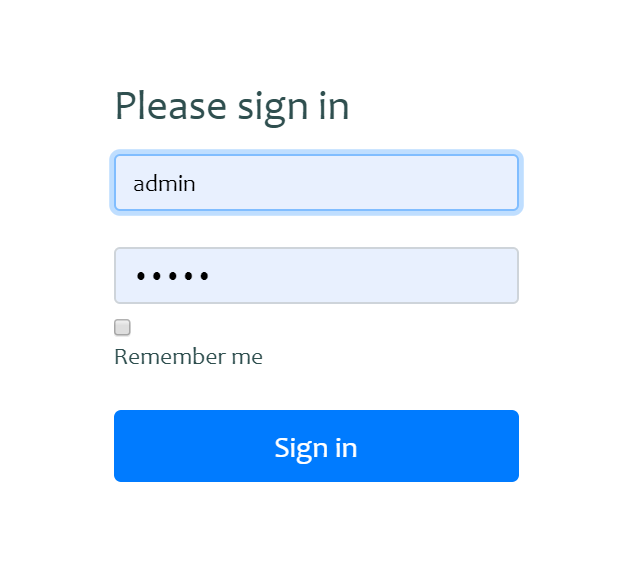 Please sign in
admin
•••••
Remember me
Sign in